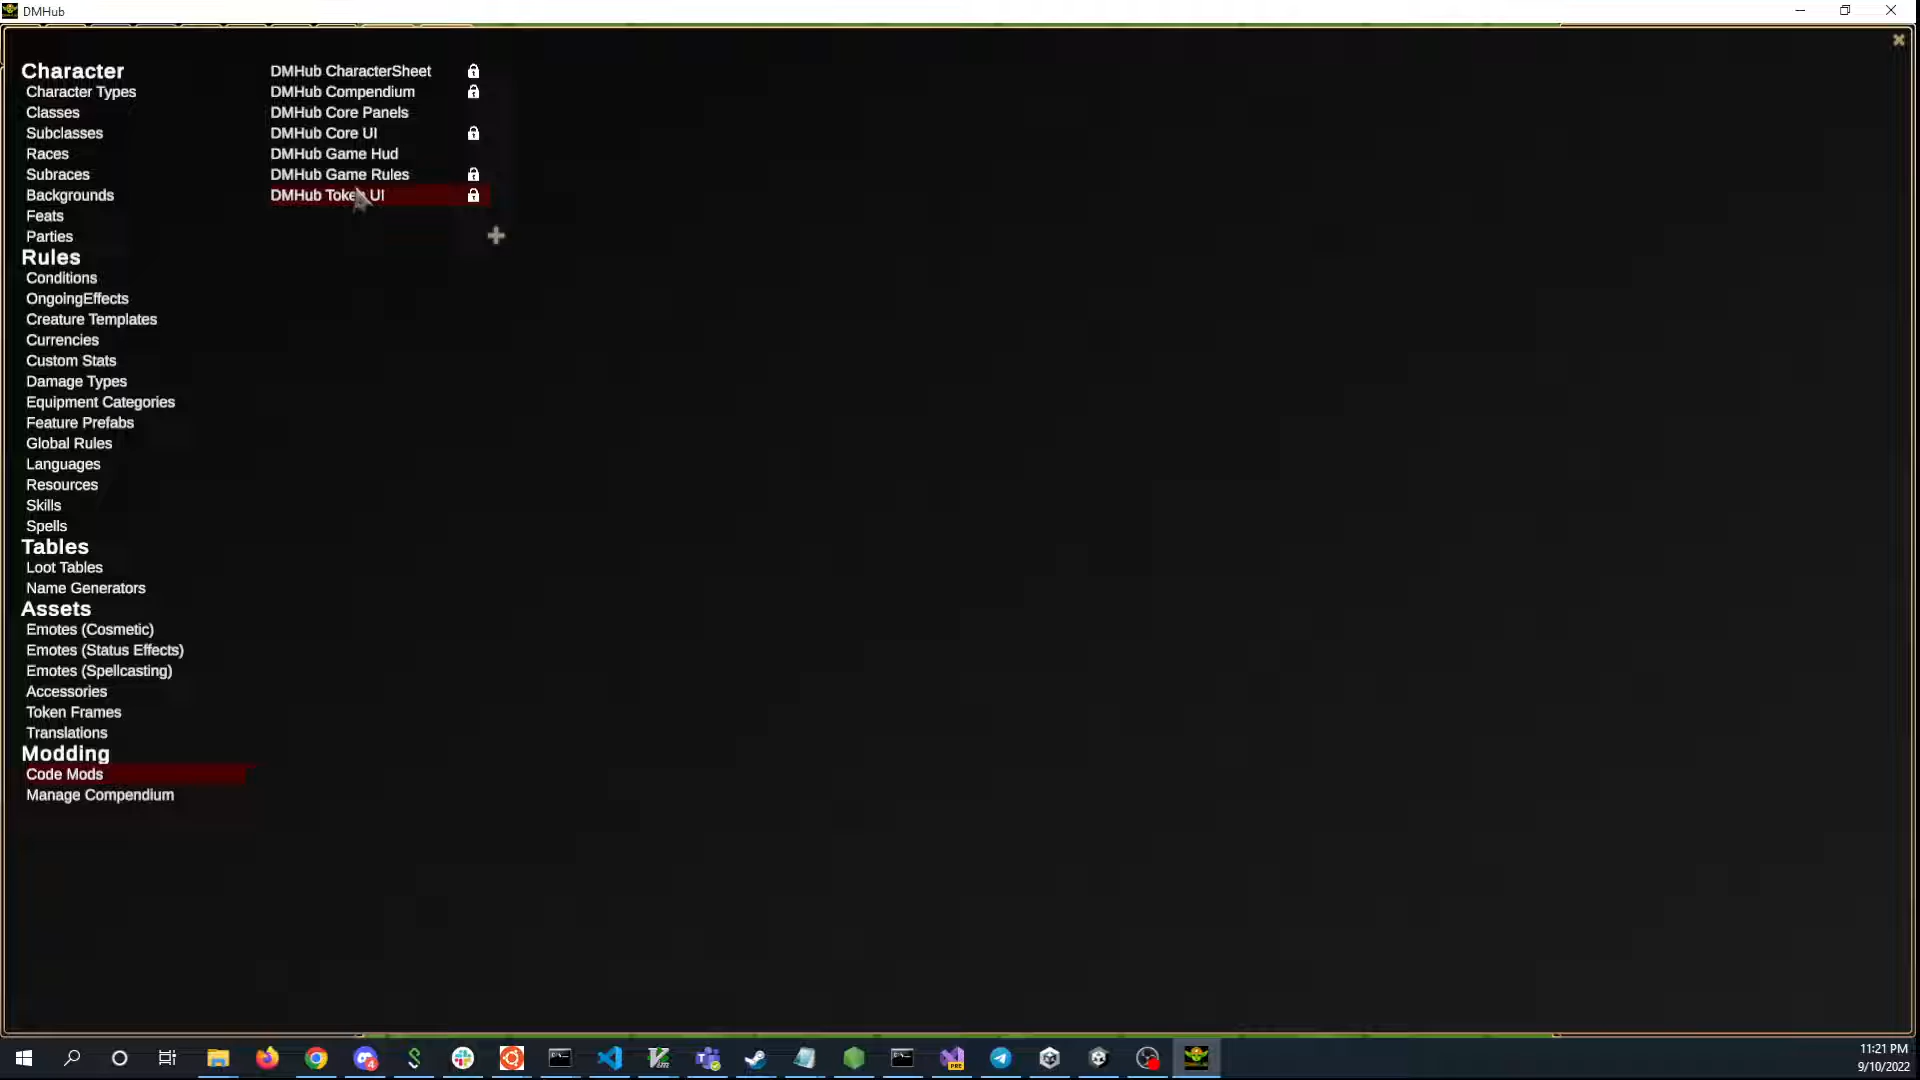 DMHub
Character
Character Types
Classes
Subclasses
Races
Subraces
Backgrounds
Feats
Parties
Rules
Conditions
OngoingEffects
Creature Templates
Currencies
Custom Stats
Damage Types
Equipment Categories
Feature Prefabs
Global Rules
Languages
Resources
Skills
Spells
Tables
Loot Tables
Name Generators
Assets
Emotes (Cosmetic)
Emotes (Status Effects)
Emotes (Spellcasting)
Accessories
Token Frames
Translations
Modding
Code Mods
Manage Compendium
DMHub CharacterSheet
DMHub Compendium
DMHub Core Panels
DMHub Core UI
DMHub Game Hud
DMHub Game Rules
DMHub Token UI
11:21 PM
9/10/2022